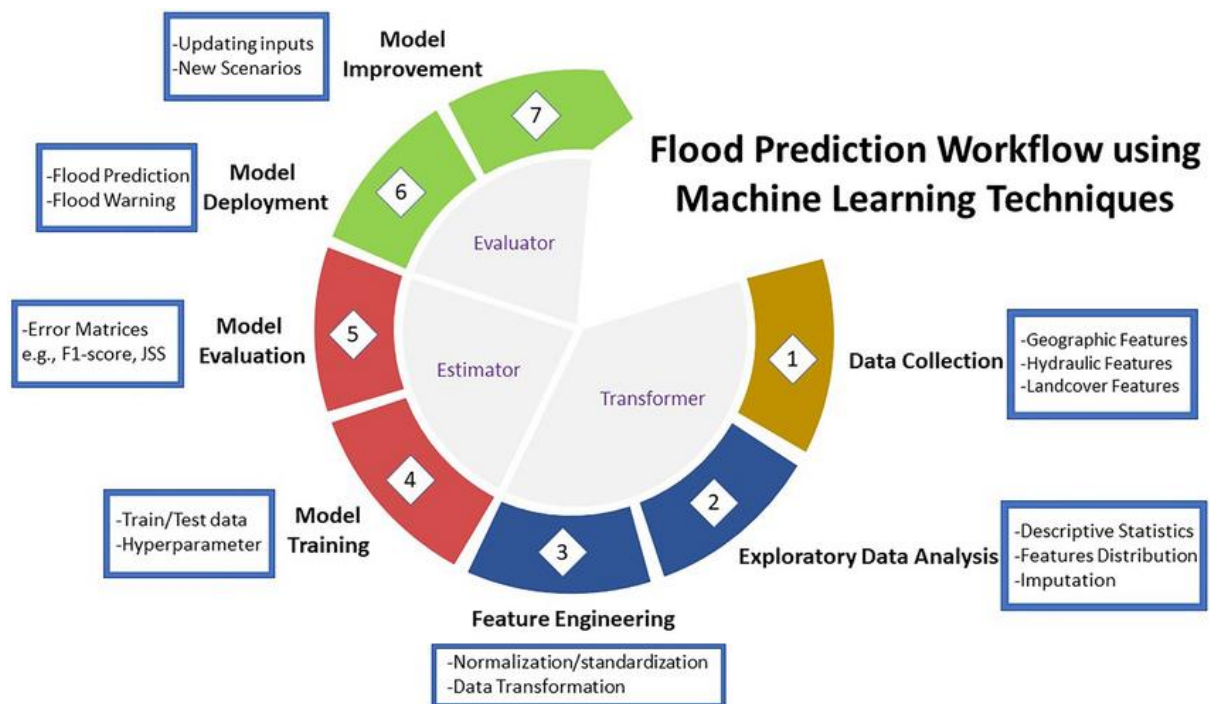 Flood Prediction Workflow using
Machine Learning Techniques
1
Data Collection
-Geographic Features
-Hydraulic Features
-Landcover Features
2
Exploratory Data Analysis
-Descriptive Statistics
-Features Distribution
-Imputation
3
Feature Engineering
-Normalization/standardization
-Data Transformation
4
Model
Training
-Train/Test data
-Hyperparameter
5
Model
Evaluation
-Error Matrices
e.g., F1-score, JSS
6
Model
Deployment
-Flood Prediction
-Flood Warning
7
Model
Improvement
-Updating inputs
-New Scenarios
Transformer
Estimator
Evaluator